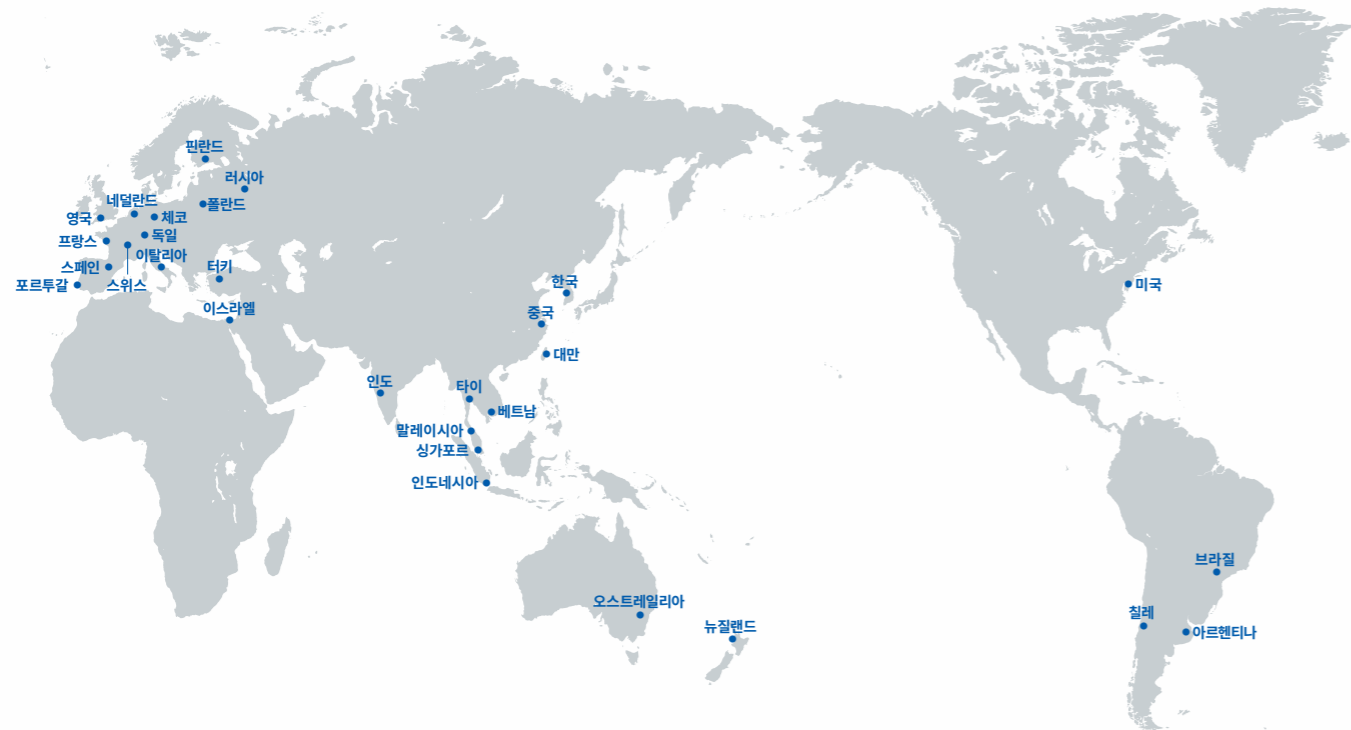 핀란드
러시아
네덜란드
폴란드
영국
체코
프랑스
독일
이탈리아
스페인
터키
포르투갈
스위스
이스라엘
한국
미국
중국
대만
인도
타이
베트남
말레이시아
싱가포르
인도네시아
브라질
오스트레일리아
칠레
뉴질랜드
아르헨티나